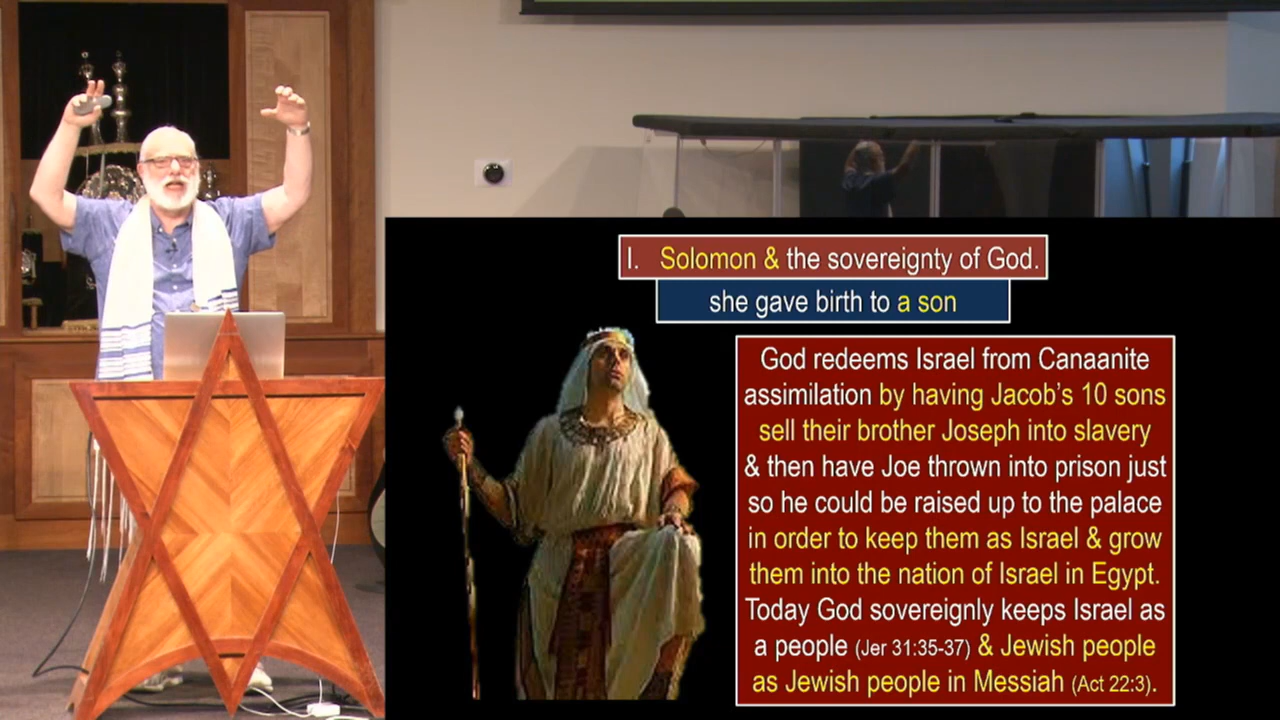 I. Solomon & the sovereignty of God.
she gave birth to a son
God redeems Israel from Canaanite
assimilation by having Jacob's 10 sons
sell their brother Joseph into slavery
& then have Joe thrown into prison just
so he could be raised up to the palace
in order to keep them as Israel & grow
them into the nation of Israel in Egypt.
Today God sovereignly keeps Israel as
a people (Jer 31:35-37) & Jewish people
as Jewish people in Messiah (Act 22:3).